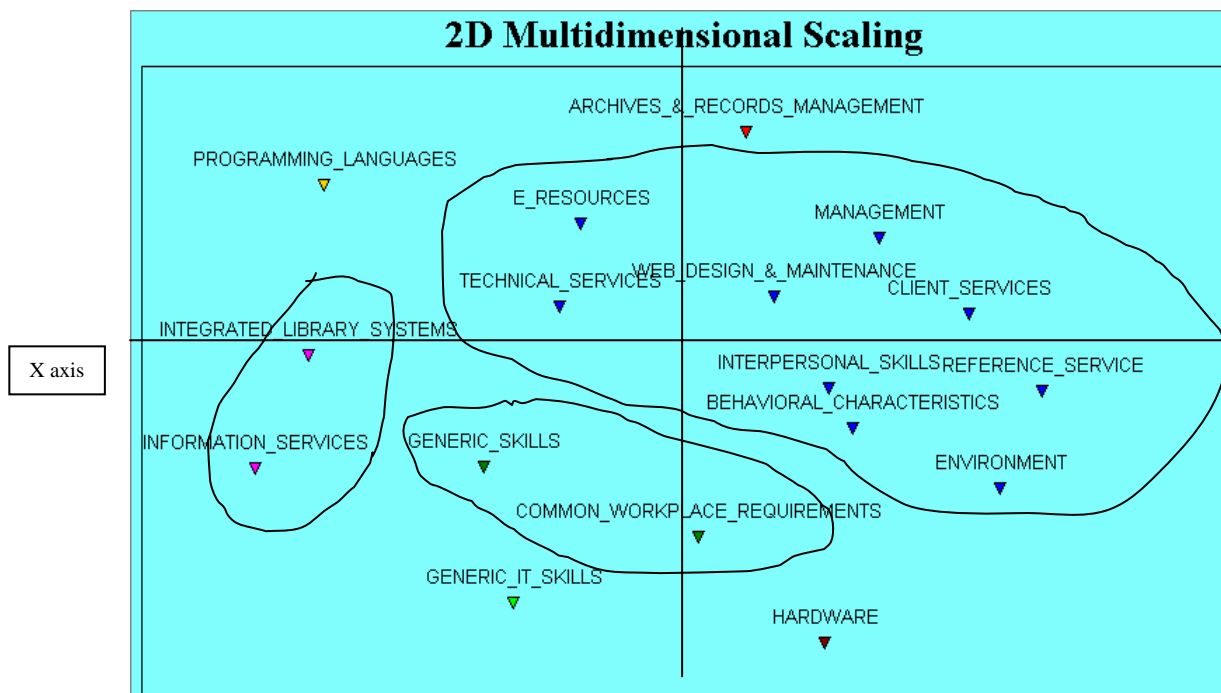 2D Multidimensional Scaling
ARCHIVES_&_RECORDS_MANAGEMENT
PROGRAMMING_LANGUAGES
E_RESOURCES
MANAGEMENT
WEB_DESIGN_&_MAINTENANCE
TECHNICAL_SERVICES
CLIENT_SERVICES
INTEGRATED_LIBRARY_SYSTEMS
X axis
INTERPERSONAL_SKILLS
REFERENCE_SERVICE
BEHAVIORAL_CHARACTERISTICS
INFORMATION_SERVICES
GENERIC_SKILLS
ENVIRONMENT
COMMON_WORKPLACE_REQUIREMENTS
GENERIC_IT_SKILLS
HARDWARE